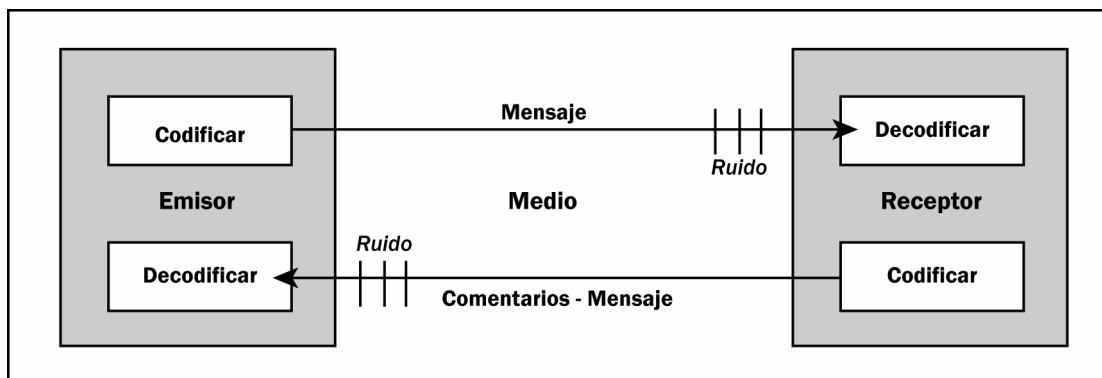 Mensaje
Codificar
Decodificar
Ruido
Emisor
Medio
Receptor
Ruido
Decodificar
Codificar
Comentarios - Mensaje